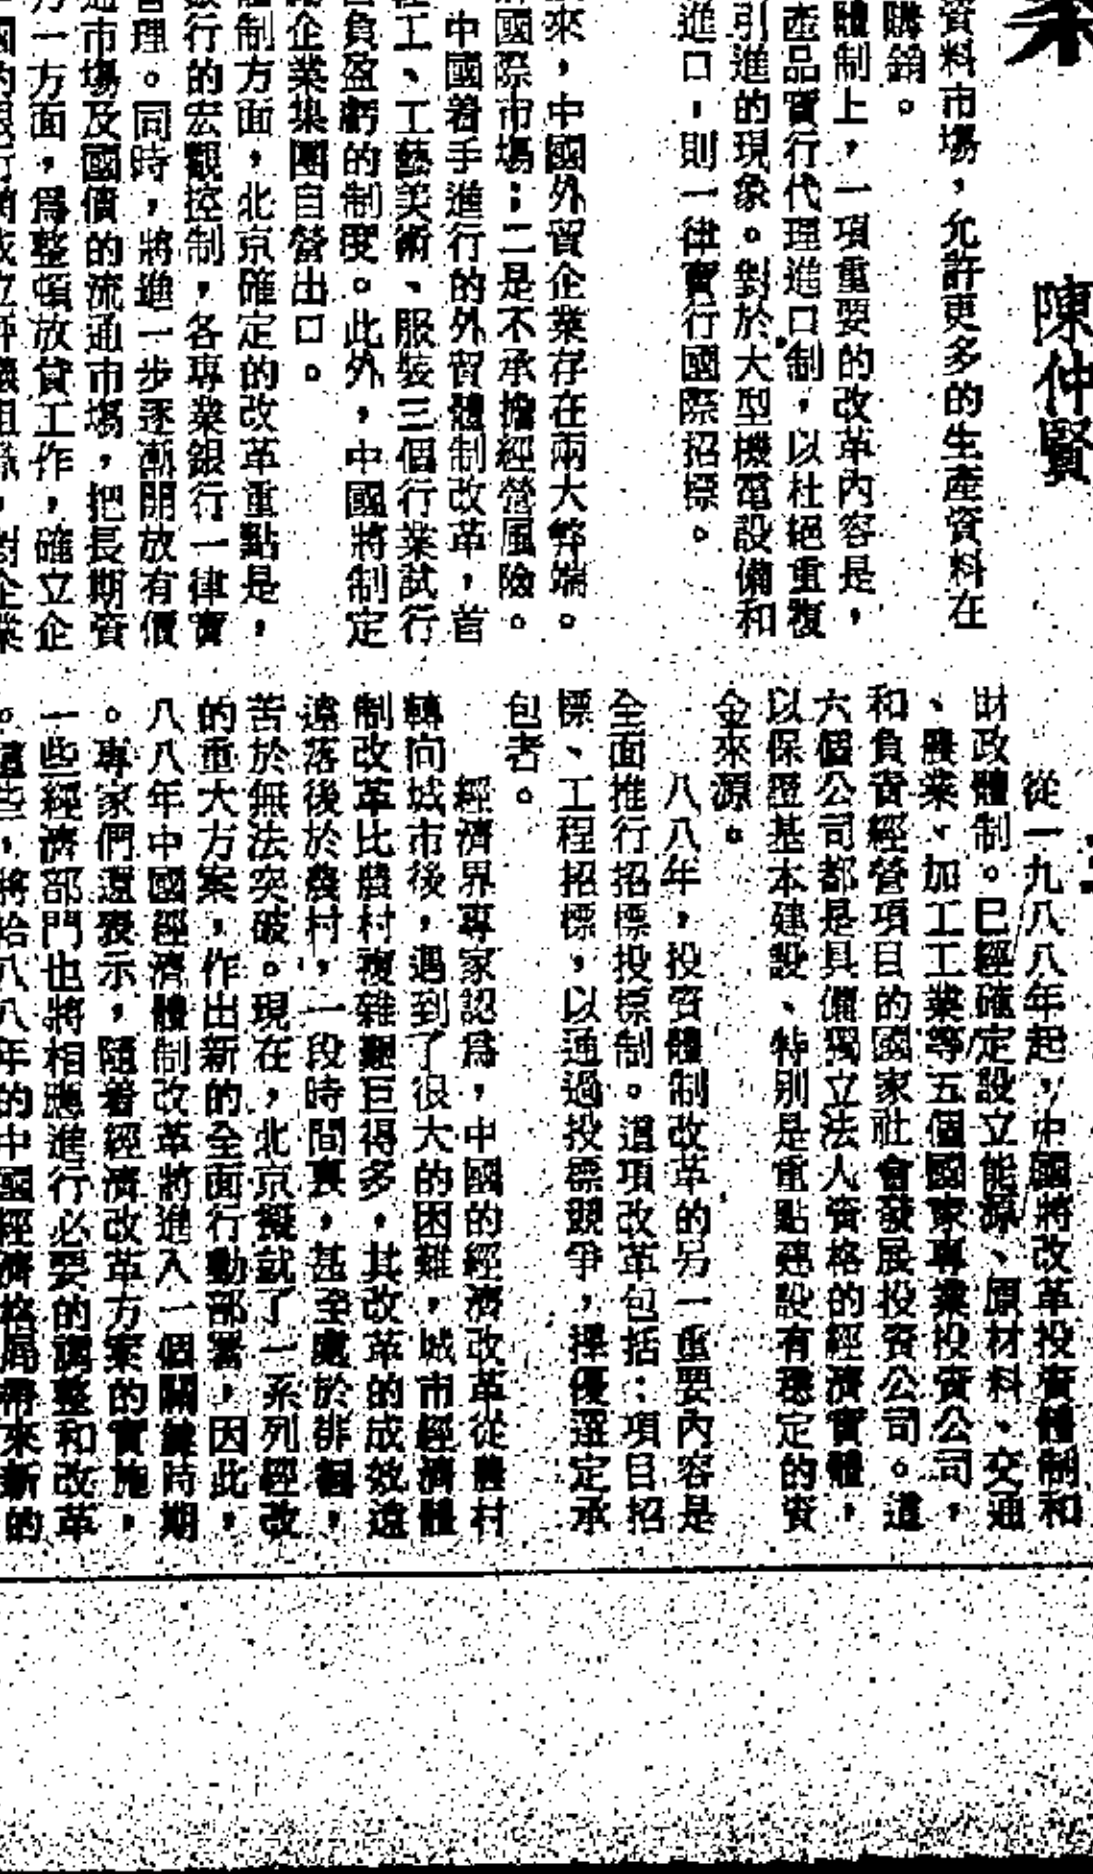 陳仲賢
資料市場，允許更多的生產資料在
購銷。
體制上，一項重要的改革內容是，
產品實行代理進口制，以杜絕重複
引進的現象。對於大型機電設備和
進口，則一律實行國際招標。
來，中國外貿企業存在兩大弊端。
國際市場；二是不承擔經營風險。
中國着手進行的外貿體制改革，首
工、工藝美術、服裝三個行業試行
負盈虧的制度。此外，中國將制定
企業集團自營出口。
制方面，北京確定的改革重點是，
行的宏觀控制，各專業銀行一律實
管理。同時，將進一步逐漸開放有價
通市場及國債的流通市場，把長期資
一方面，爲整頓放貸工作，確立企
從一九八八年起，中國將改革投資體制和
財政體制。已經確定設立能源、原材料、交通
、農業、加工工業等五個國家專業投資公司，
和負責經營項目的國家社會發展投資公司。這
六個公司都是具備獨立法人資格的經濟實體，
以保證基本建設、特別是重點建設有穩定的資
金來源。
八八年，投資體制改革的另一重要內容是
全面推行招標投標制。這項改革包括：項目招
標、工程招標，以通過投標競爭，擇優選定承
包者。
經濟界專家認爲，中國的經濟改革從農村
轉向城市後，遇到了很大的困難，城市經濟體
制改革比農村複雜艱巨得多，其改革的成效遠
遠落後於農村，一段時間裏，甚至處於徘徊，
苦於無法突破。現在，北京擬就了一系列經改
的重大方案，作出新的全面行動部署，因此，
八八年中國經濟體制改革將進入一個關鍵時期
。專家們還表示，隨着經濟改革方案的實施，
一些經濟部門也將相應進行必要的調整和改革
。這些，將給八八年的中國經濟格局帶來新的